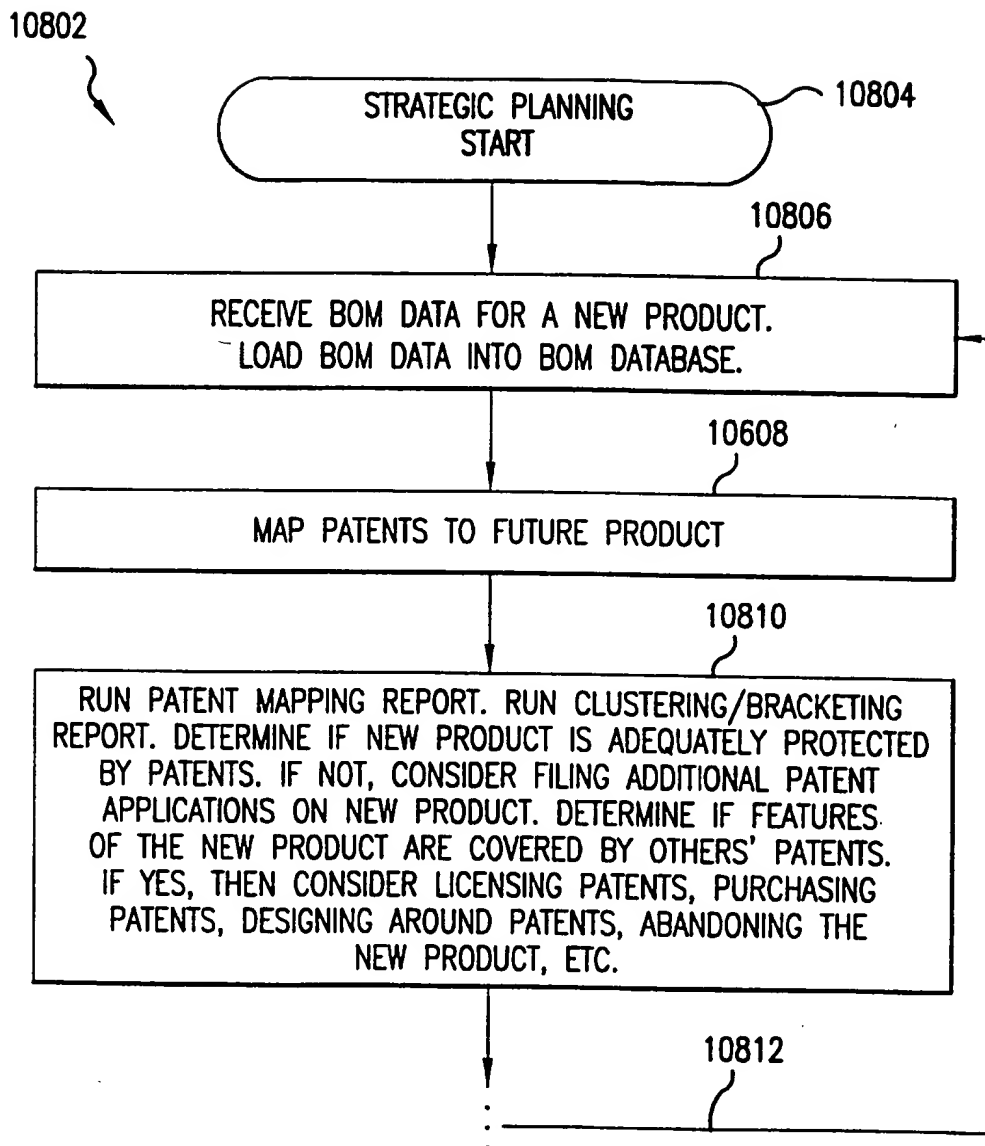 10802
STRATEGIC PLANNING
START
10804
10806
RECEIVE BOM DATA FOR A NEW PRODUCT.
LOAD BOM DATA INTO BOM DATABASE.
10608
MAP PATENTS TO FUTURE PRODUCT
10810
RUN PATENT MAPPING REPORT. RUN CLUSTERING/BRACKETING
REPORT. DETERMINE IF NEW PRODUCT IS ADEQUATELY PROTECTED
BY PATENTS. IF NOT, CONSIDER FILING ADDITIONAL PATENT
APPLICATIONS ON NEW PRODUCT. DETERMINE IF FEATURES
OF THE NEW PRODUCT ARE COVERED BY OTHERS' PATENTS.
IF YES, THEN CONSIDER LICENSING PATENTS, PURCHASING
PATENTS, DESIGNING AROUND PATENTS, ABANDONING THE
NEW PRODUCT, ETC.
10812